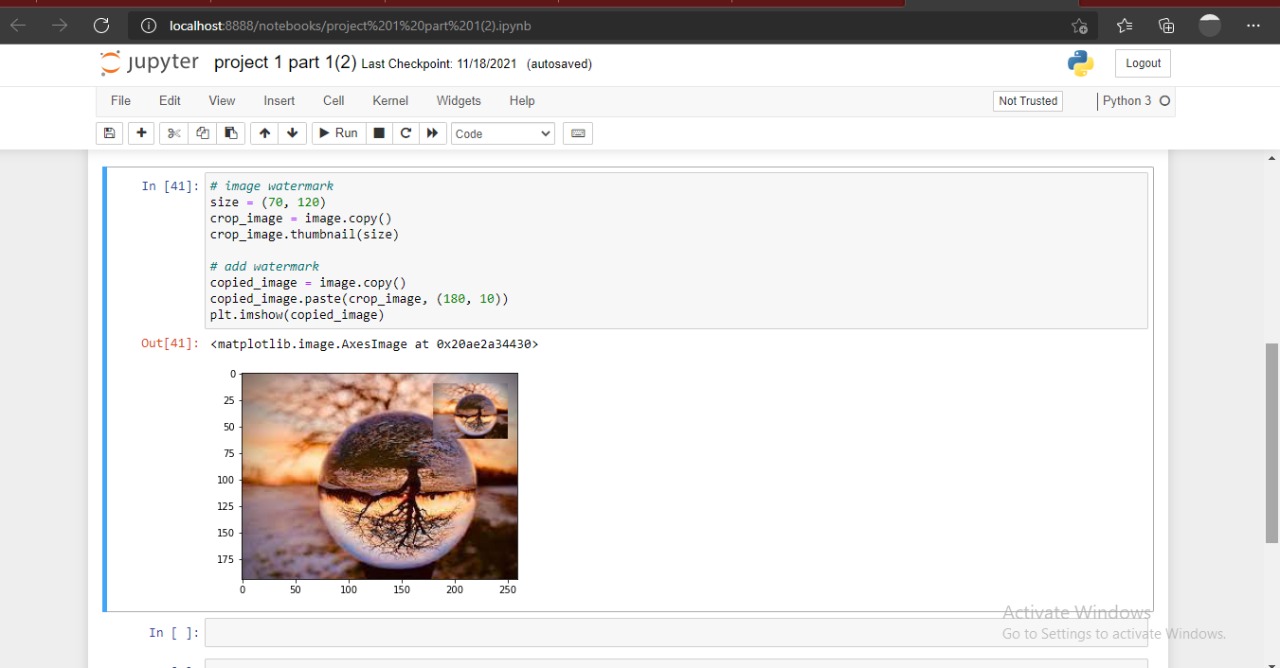 localhost:8888/notebooks/project%201%20part%201(2).ipynb
jupyter project 1 part 1(2) Last Checkpoint: 11/18/2021 (autosaved)
Logout
File Edit View Insert Cell Kernel Widgets Help
Not Trusted
Python 3
Run
Code
In [41]:
# image watermark
size = (70, 120)
crop_image = image.copy()
crop_image.thumbnail(size)
# add watermark
copied_image = image.copy()
copied_image.paste(crop_image, (180, 10))
plt.imshow(copied_image)
Out[41]: <matplotlib.image.AxesImage at 0x20ae2a34430>
0
25
50
75
100
125
150
175
0 50 100 150 200 250
Activate Windows
Go to Settings to activate Windows.
In [ ]: